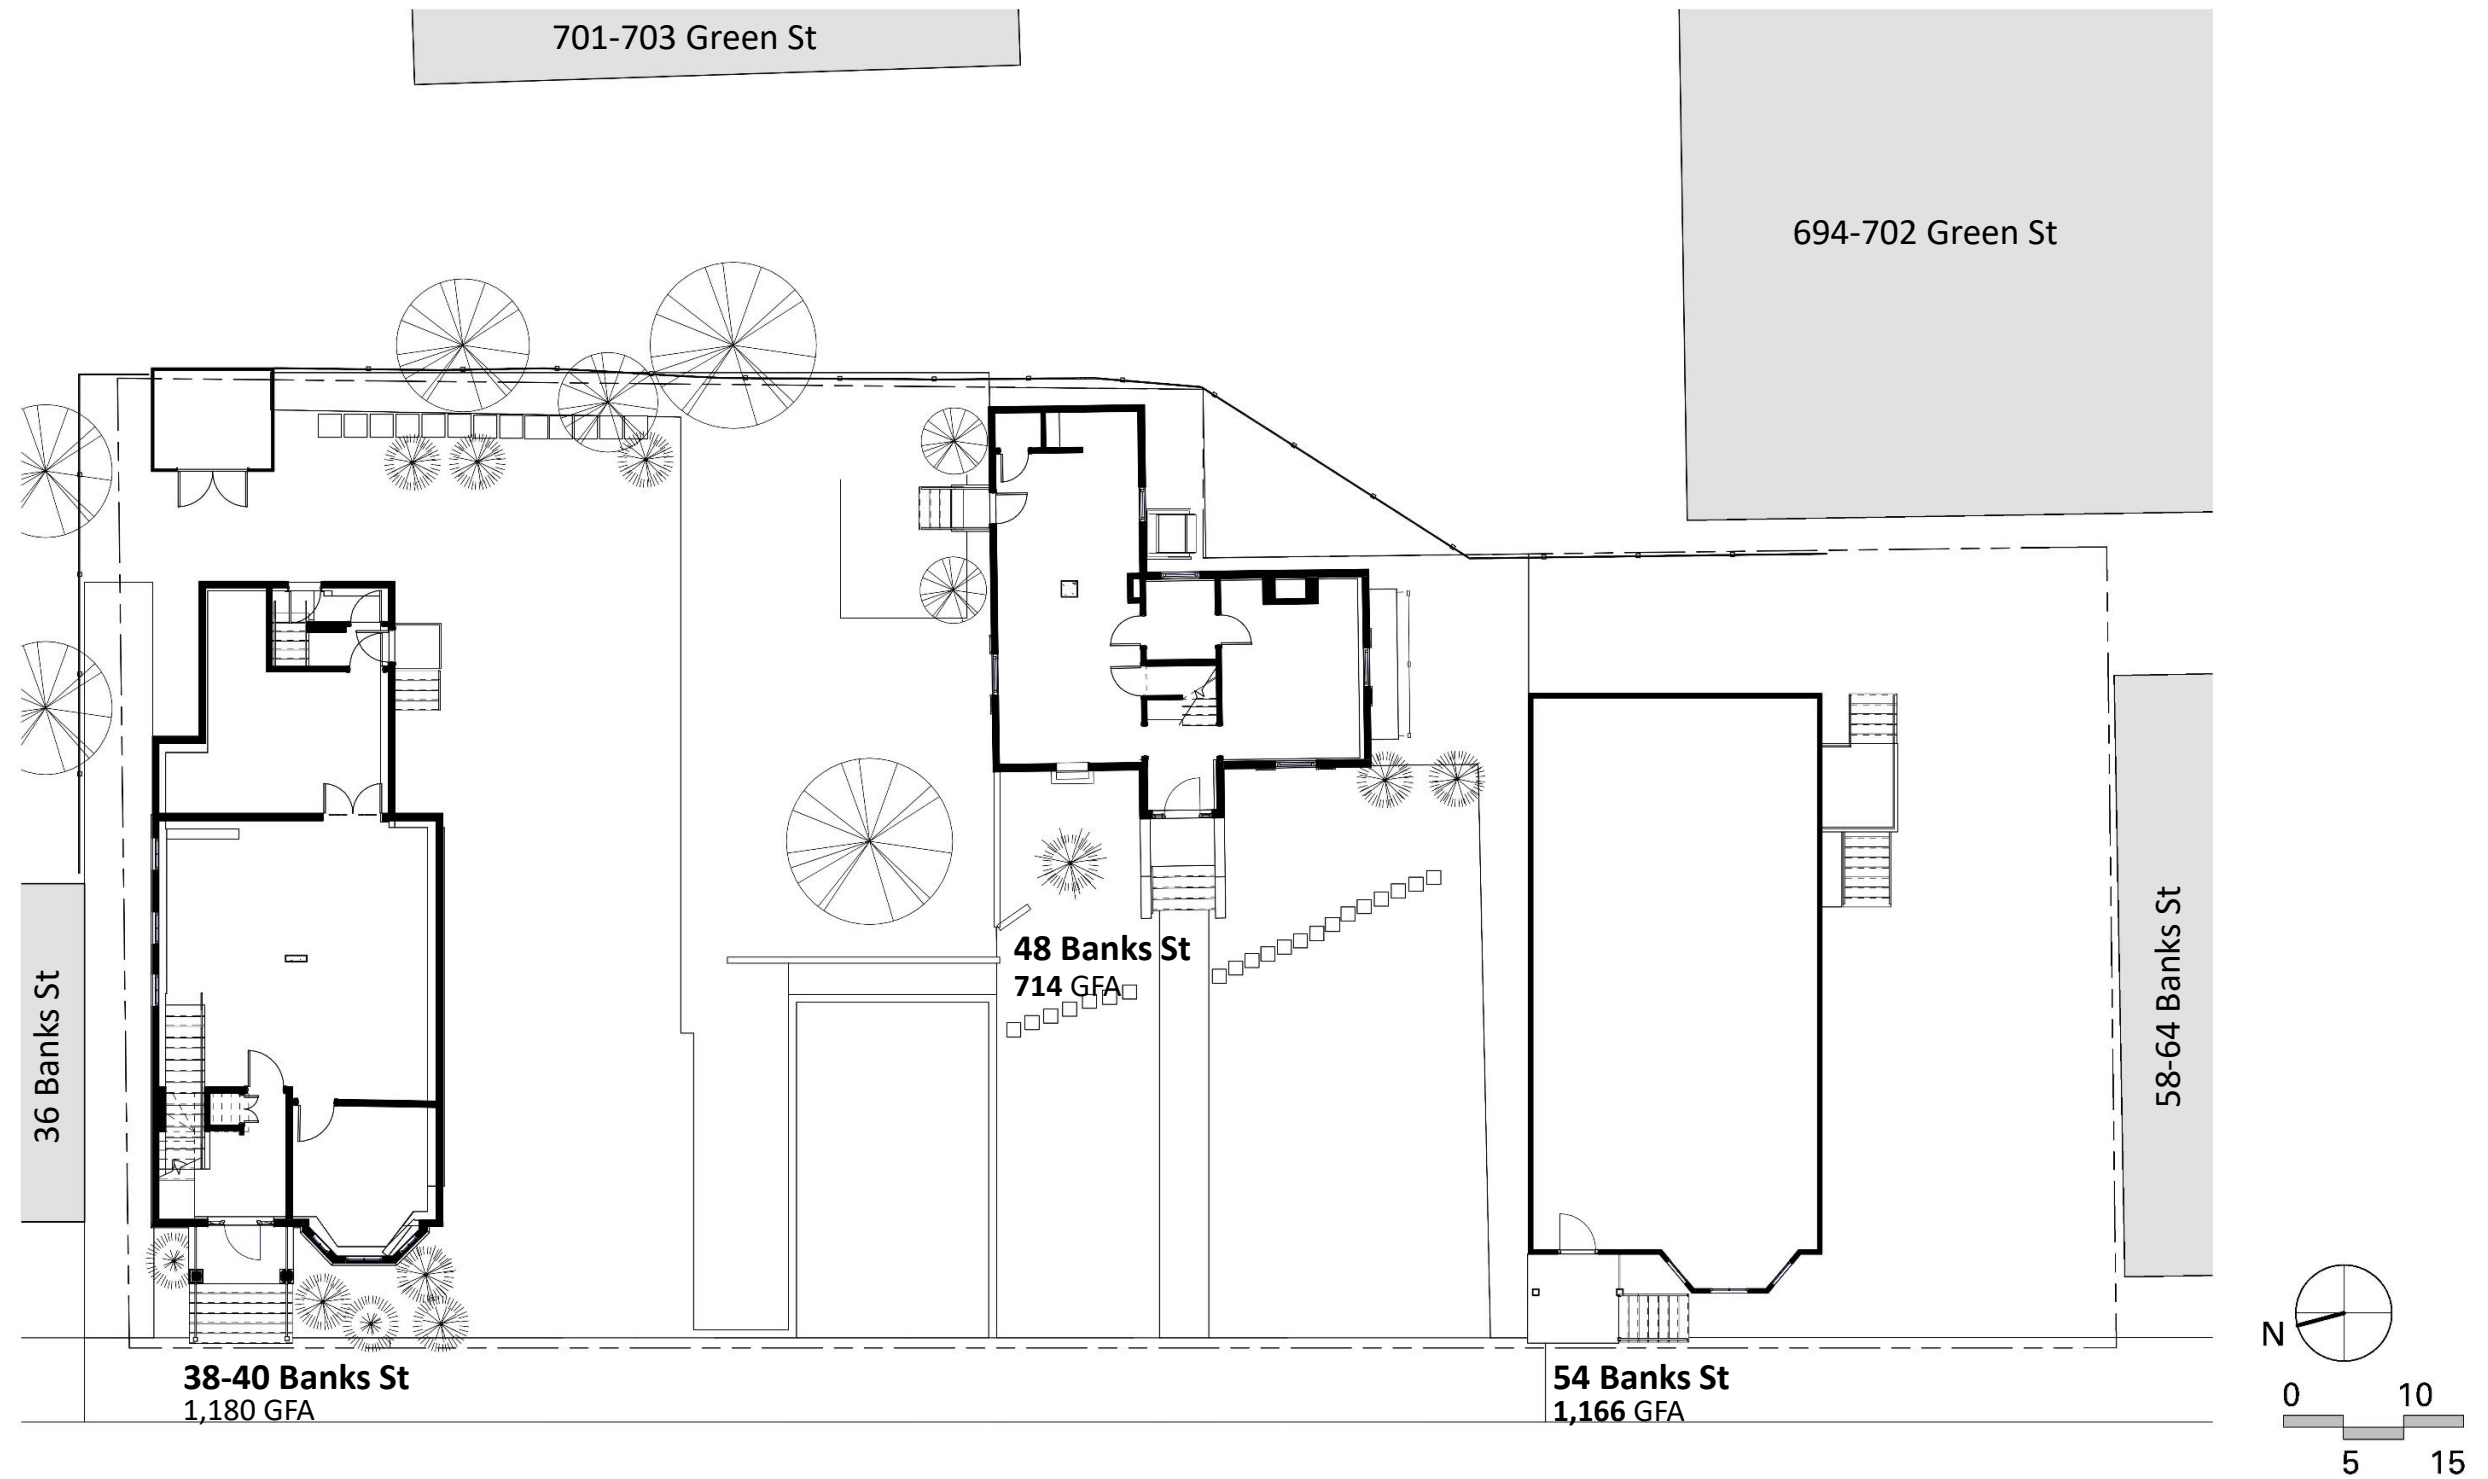 701-703 Green St
694-702 Green St
48 Banks St
714 GFA
36 Banks St
58-64 Banks St
38-40 Banks St
1,180 GFA
54 Banks St
1,166 GFA
N
0 10
5 15